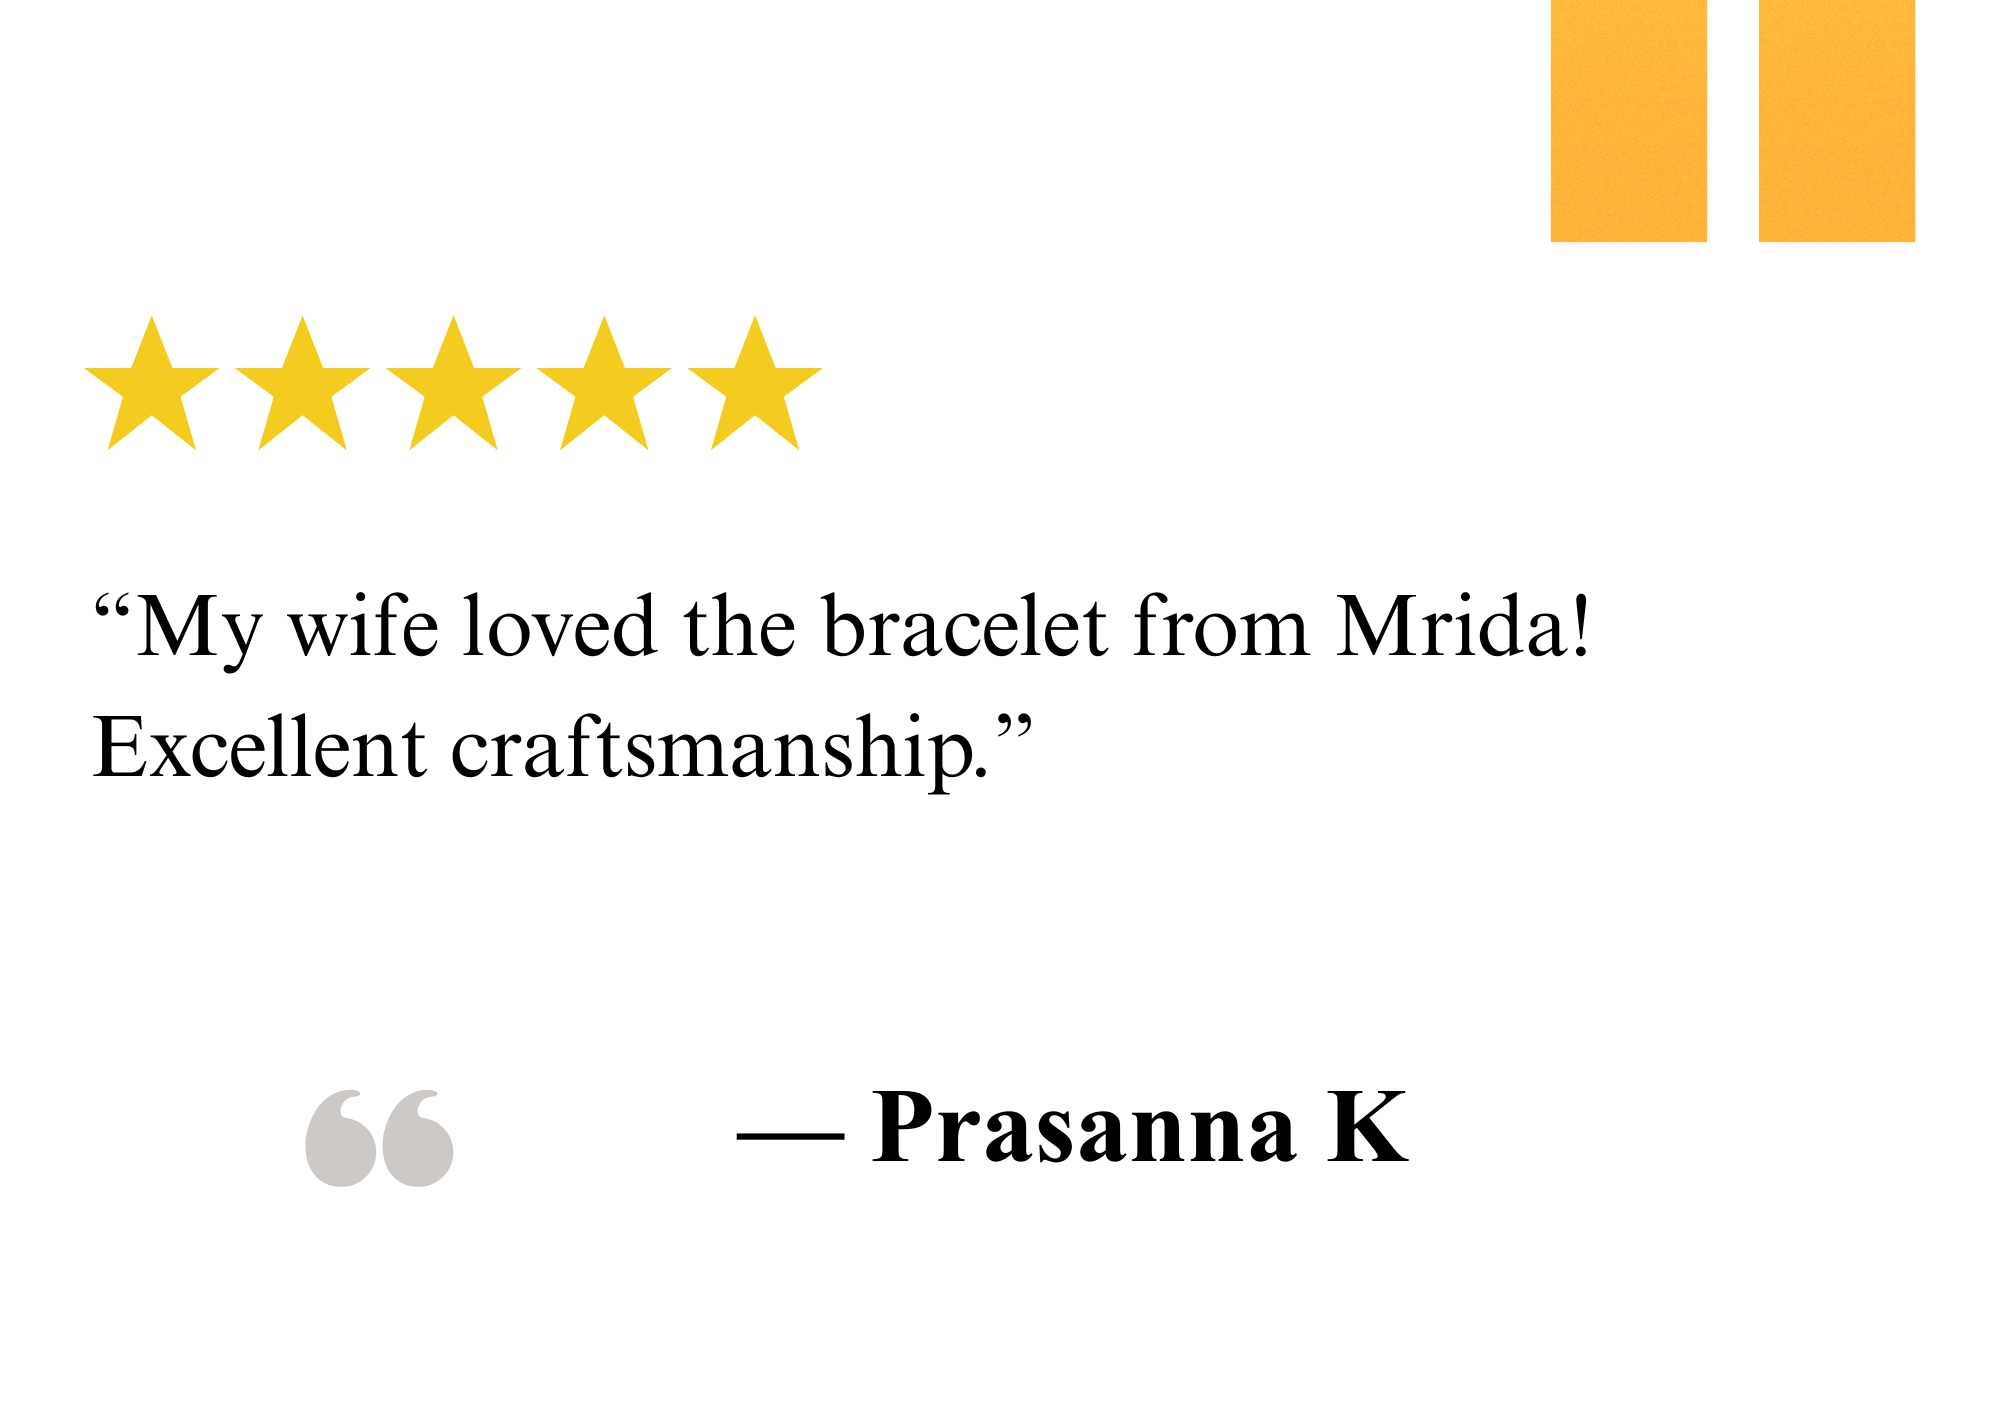 “My wife loved the bracelet from Mrida!
Excellent craftsmanship.”
— Prasanna K